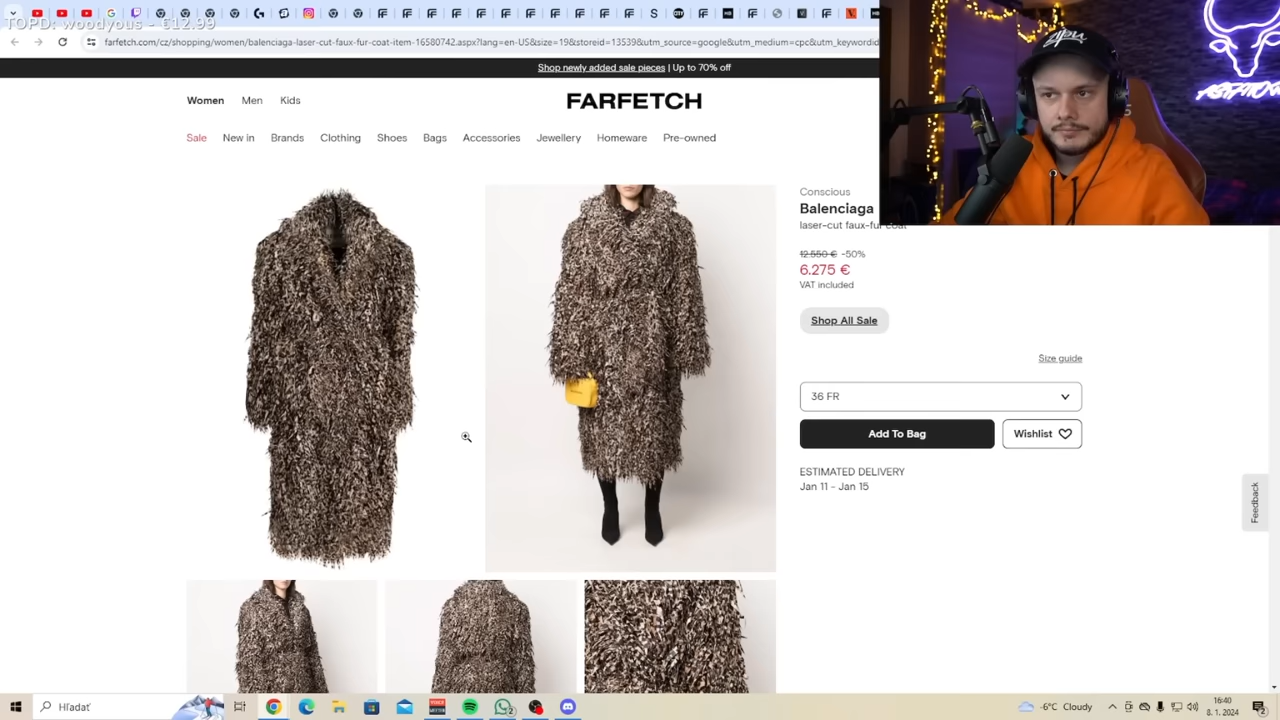 TOPD: woodyous - €12.99
farfetch.com/cz/shopping/women/balenciaga-laser-cut-faux-fur-coat-item-16580742.aspx?lang=en-US&size=19&storeid=13539&utm_source=google&utm_medium=cpc&utm_keywordid
Shop newly added sale pieces | Up to 70% off
Women Men Kids
FARFETCH
Sale New in Brands Clothing Shoes Bags Accessories Jewellery Homeware Pre-owned
Conscious
Balenciaga
laser-cut faux-fur coat
12.550 € -50%
6.275 €
VAT included
Shop All Sale
Size guide
36 FR
Add To Bag
Wishlist
ESTIMATED DELIVERY
Jan 11 - Jan 15
Feedback
Hľadať
-6°C Cloudy
16:40
8. 1. 2024